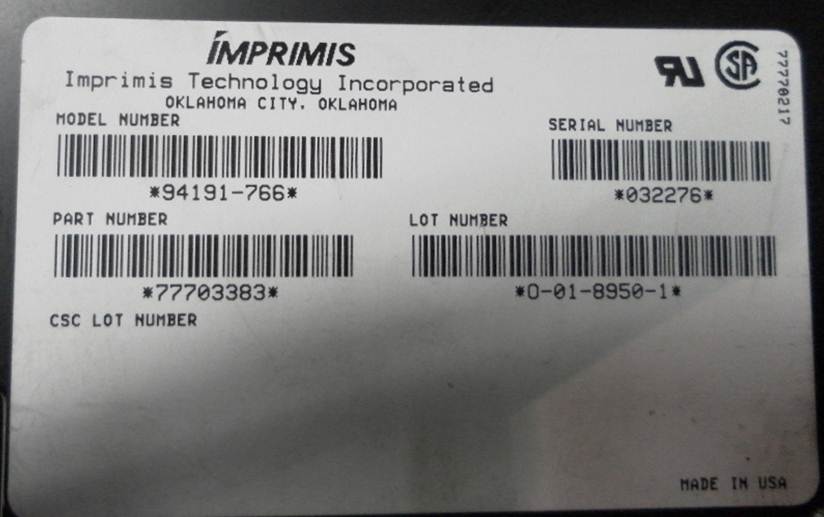 IMPRIMIS
Imprimis Technology Incorporated
OKLAHOMA CITY, OKLAHOMA
MODEL NUMBER
*94191-766*
SERIAL NUMBER
*032276*
PART NUMBER
*77703383*
LOT NUMBER
*O-01-8950-1*
CSC LOT NUMBER
77770217
MADE IN USA